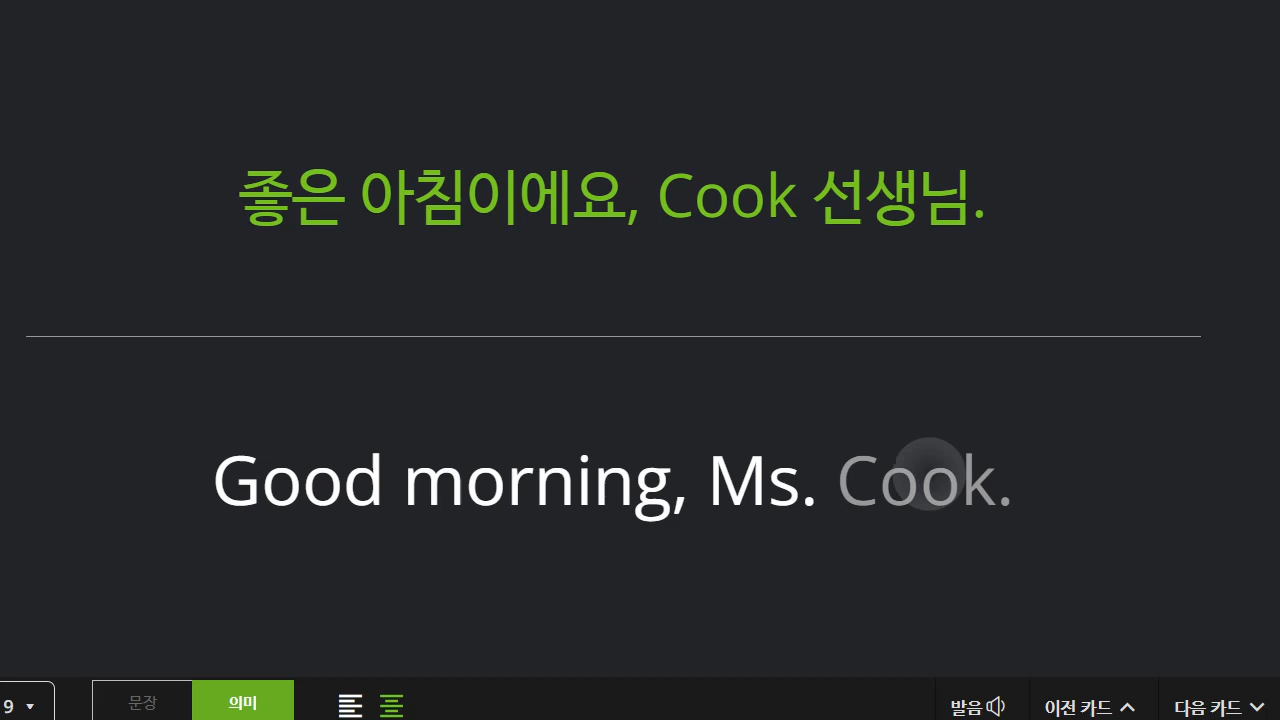 좋은 아침이에요, Cook 선생님.
Good morning, Ms. Cook.
9 문장 의미 발음 이전 카드 다음 카드